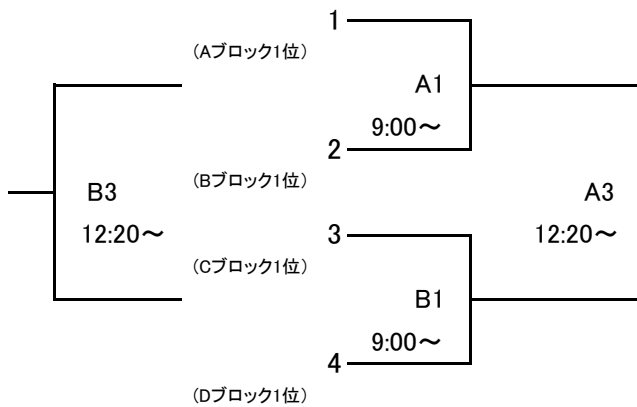 1
(Aブロック1位)
A1
9:00～
2
(Bブロック1位)
B3
12:20～
A3
12:20～
3
(Cブロック1位)
B1
9:00～
4
(Dブロック1位)